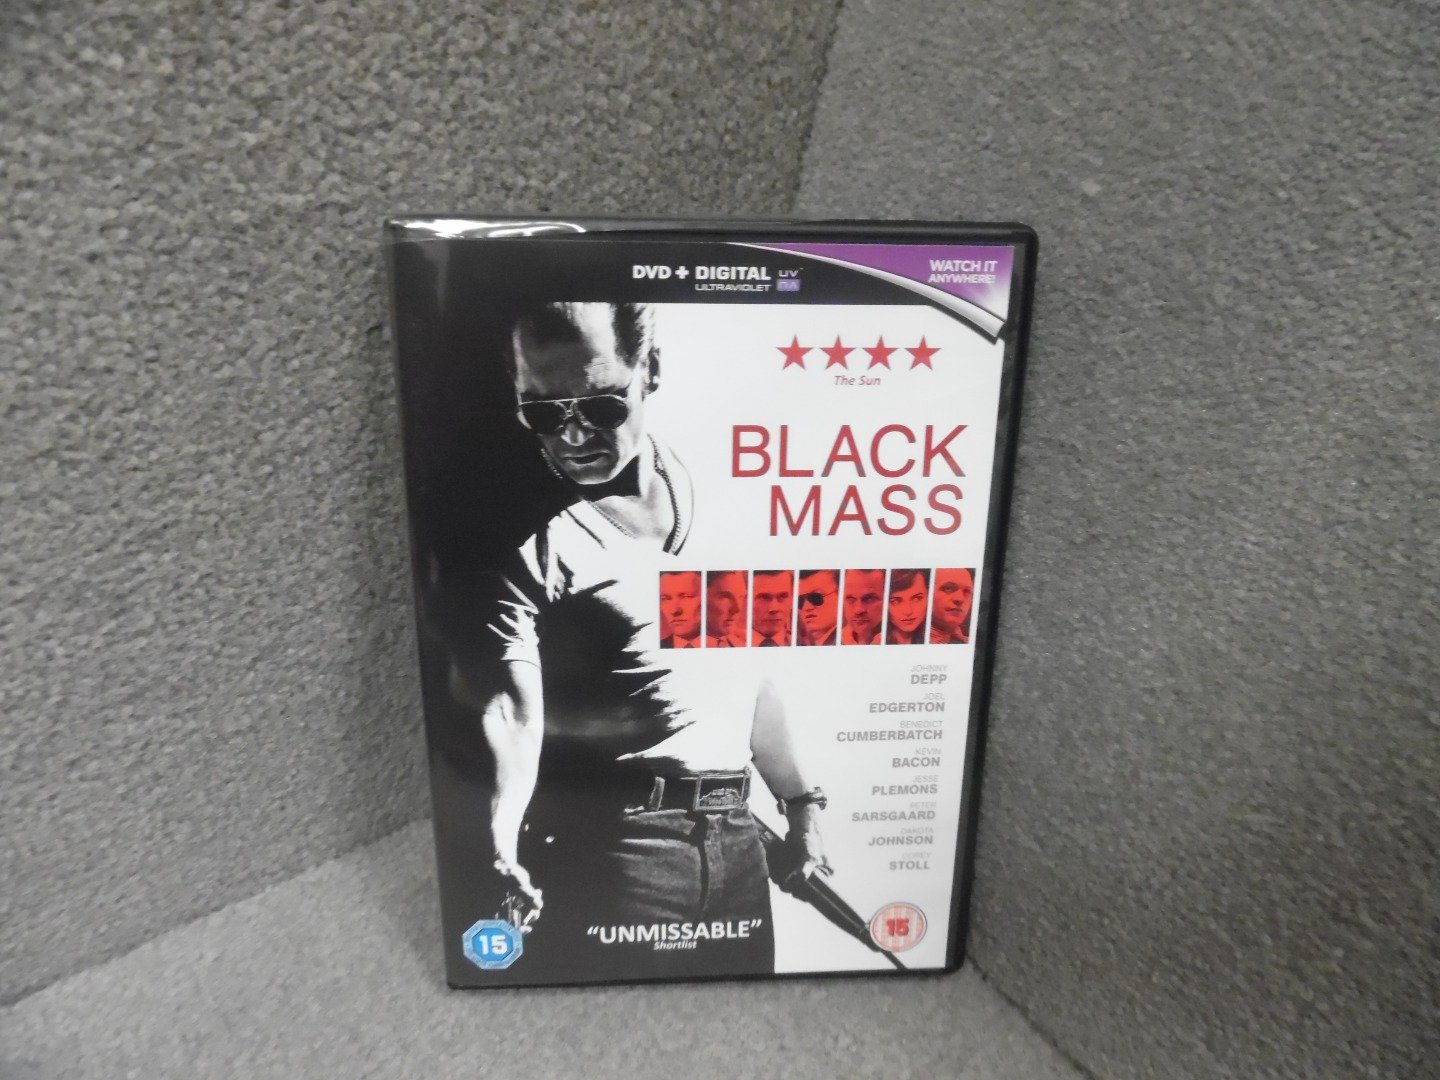 DVD + DIGITAL UV
ULTRAVIOLET
WATCH IT
ANYWHERE!
The Sun
BLACK
MASS
JOHNNY
DEPP
JOEL
EDGERTON
BENEDICT
CUMBERBATCH
KEVIN
BACON
JESSE
PLEMONS
PETER
SARSGAARD
DAKOTA
JOHNSON
COREY
STOLL
"UNMISSABLE"
Shortlist
15
15